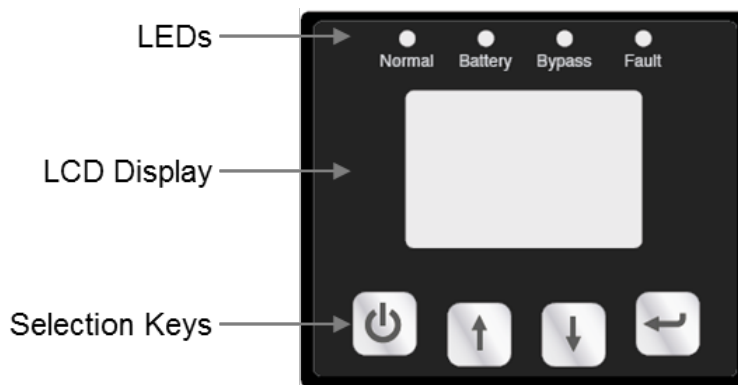 LEDs
Normal Battery Bypass Fault
LCD Display
Selection Keys